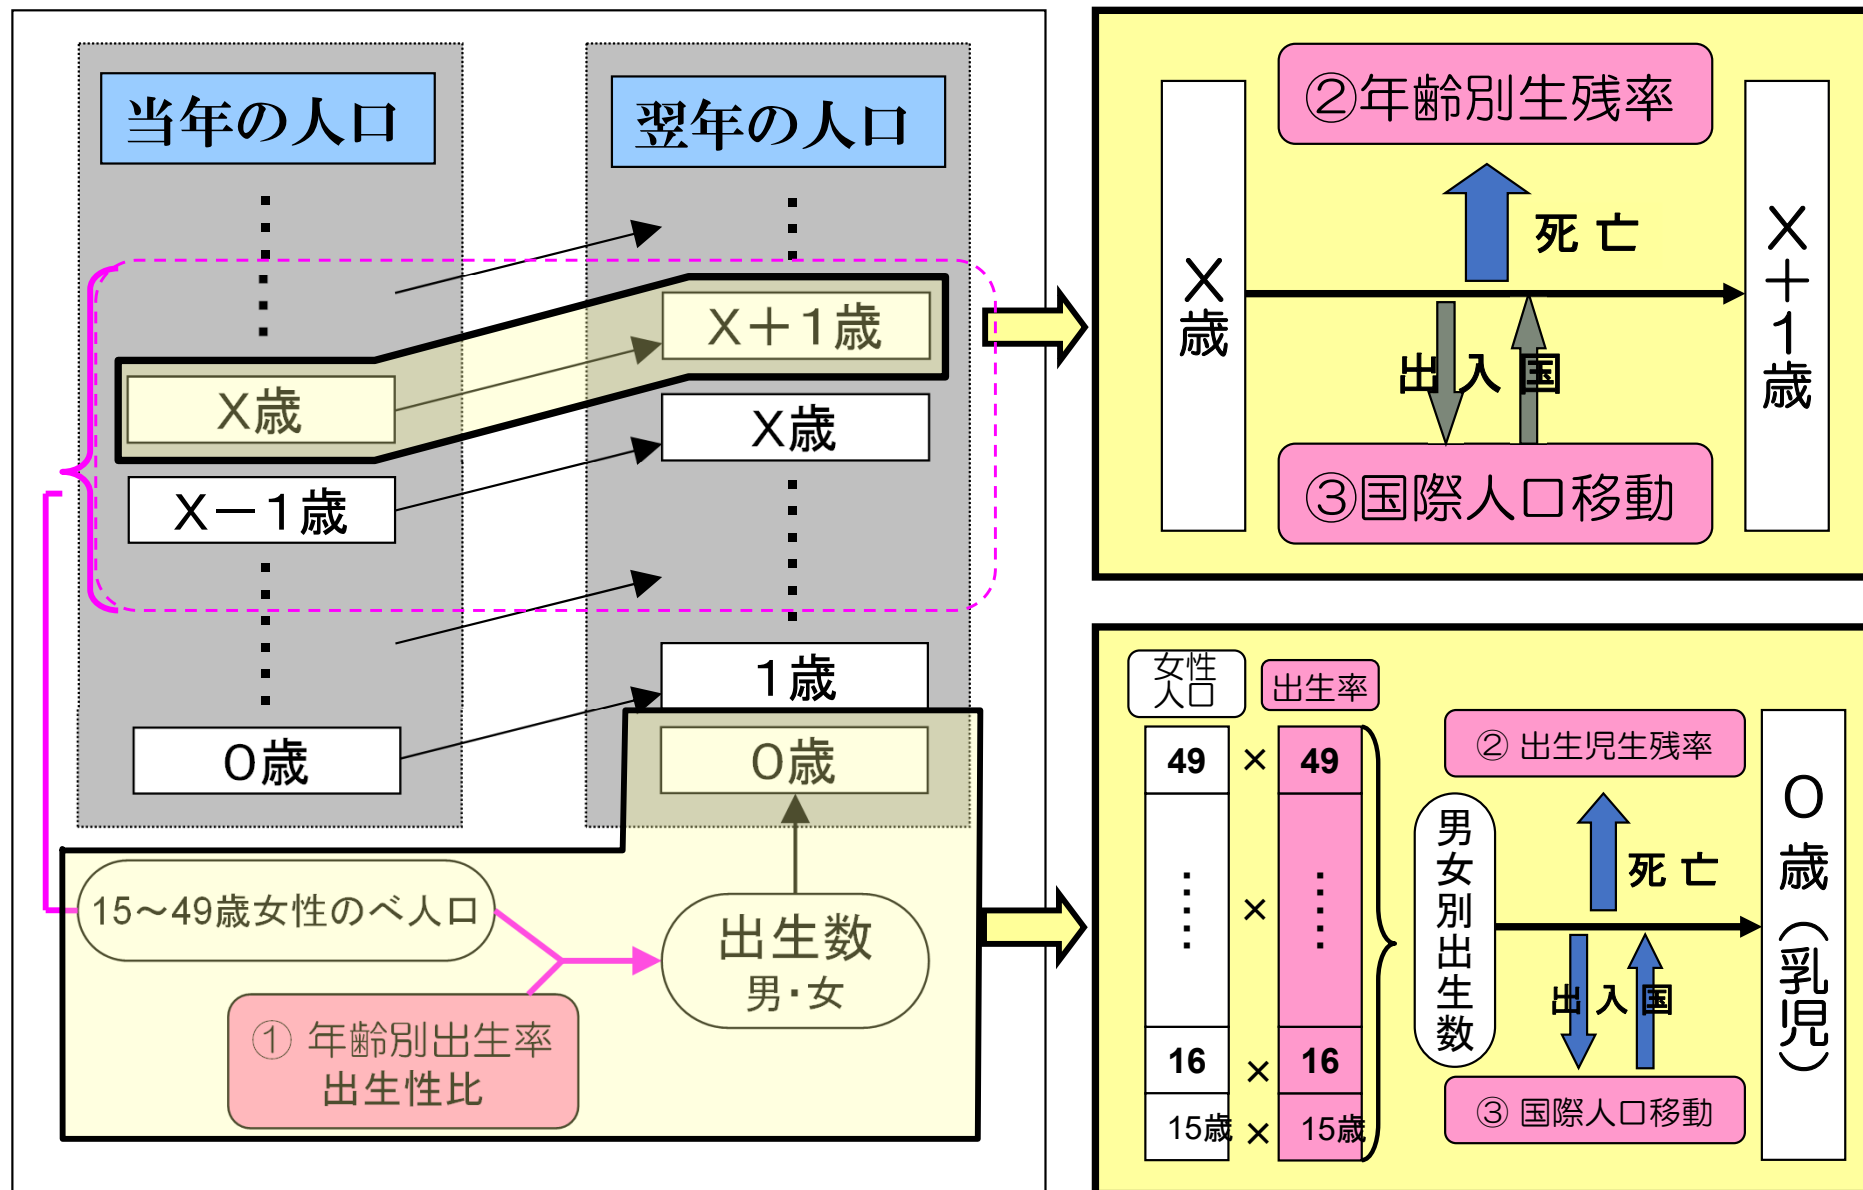 当年の人口
翌年の人口
X歳
X-1歳
0歳
X+1歳
X歳
1歳
0歳
15~49歳女性のべ人口
出生数
男・女
① 年齢別出生率
出生性比
②年齢別生残率
X歳
死亡
X+1歳
出入国
③国際人口移動
女性
人口
出生率
49 × 49
×
16 × 16
15歳 × 15歳
男女別出生数
② 出生児生残率
死亡
出入国
③ 国際人口移動
0歳(乳児)